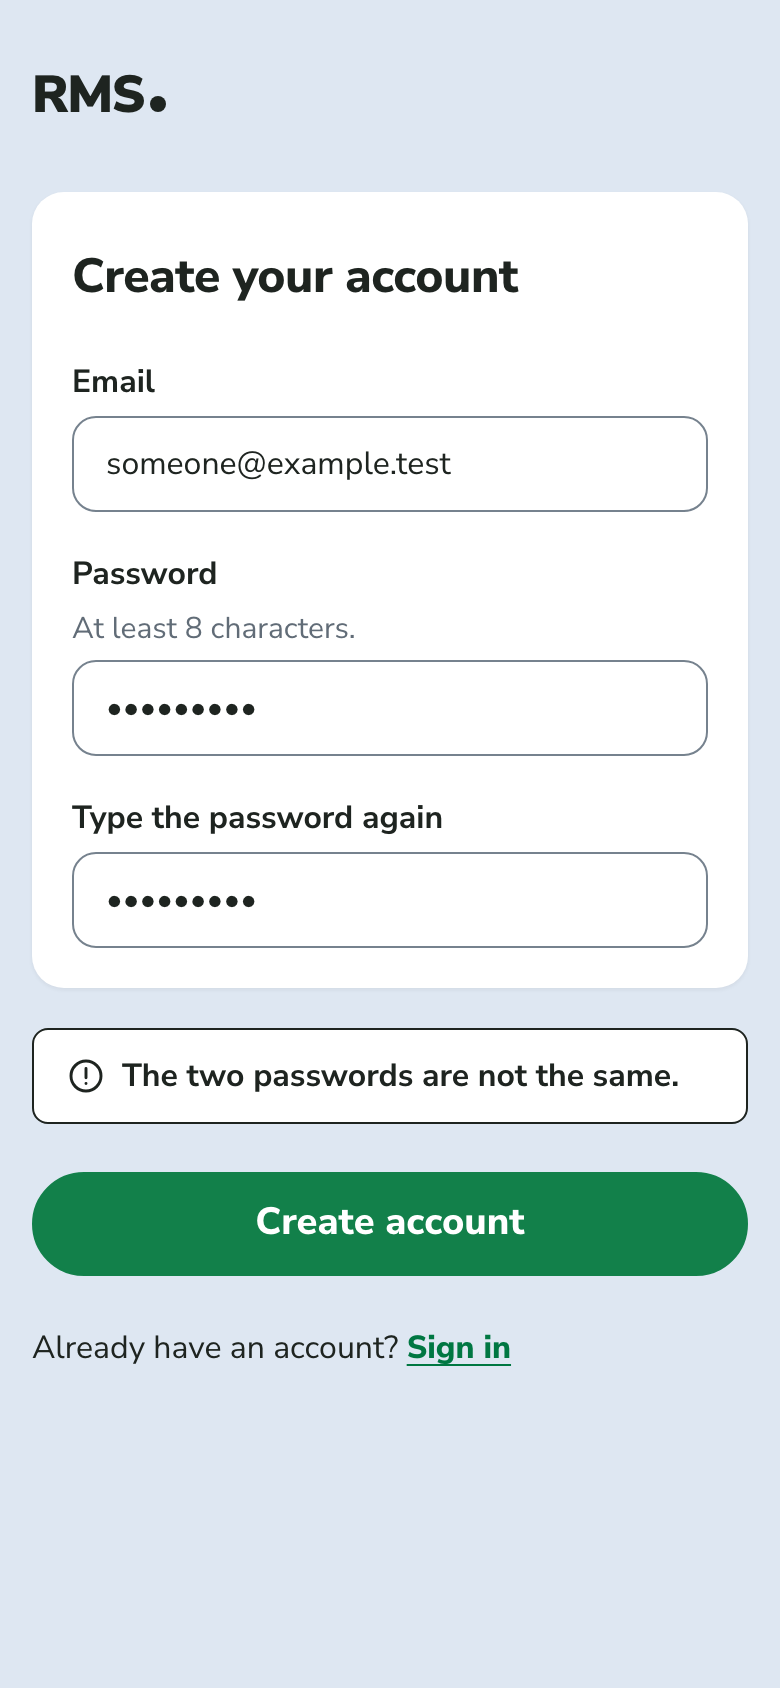 RMS.
Create your account
Email
someone@example.test
Password
At least 8 characters.
•••••••••
Type the password again
•••••••••
The two passwords are not the same.
Create account
Already have an account? Sign in